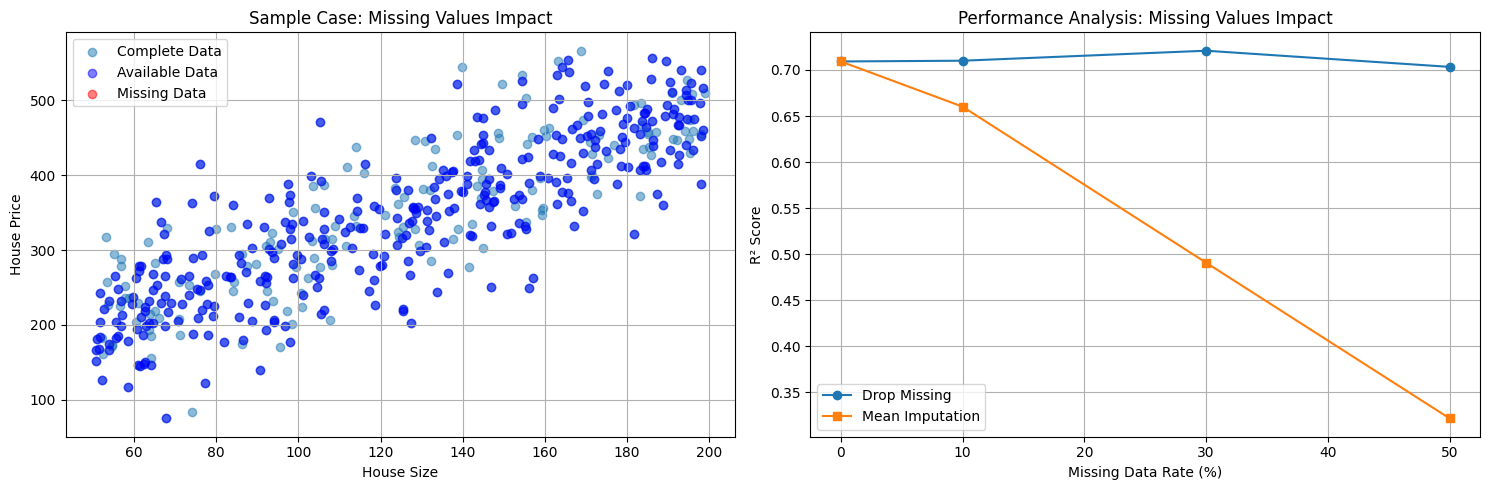 Sample Case: Missing Values Impact
Complete Data
Available Data
Missing Data
House Price
500
400
300
200
100
60
80
100
120
140
160
180
200
House Size
Performance Analysis: Missing Values Impact
R² Score
0.70
0.65
0.60
0.55
0.50
0.45
0.40
0.35
Drop Missing
Mean Imputation
0
10
20
30
40
50
Missing Data Rate (%)